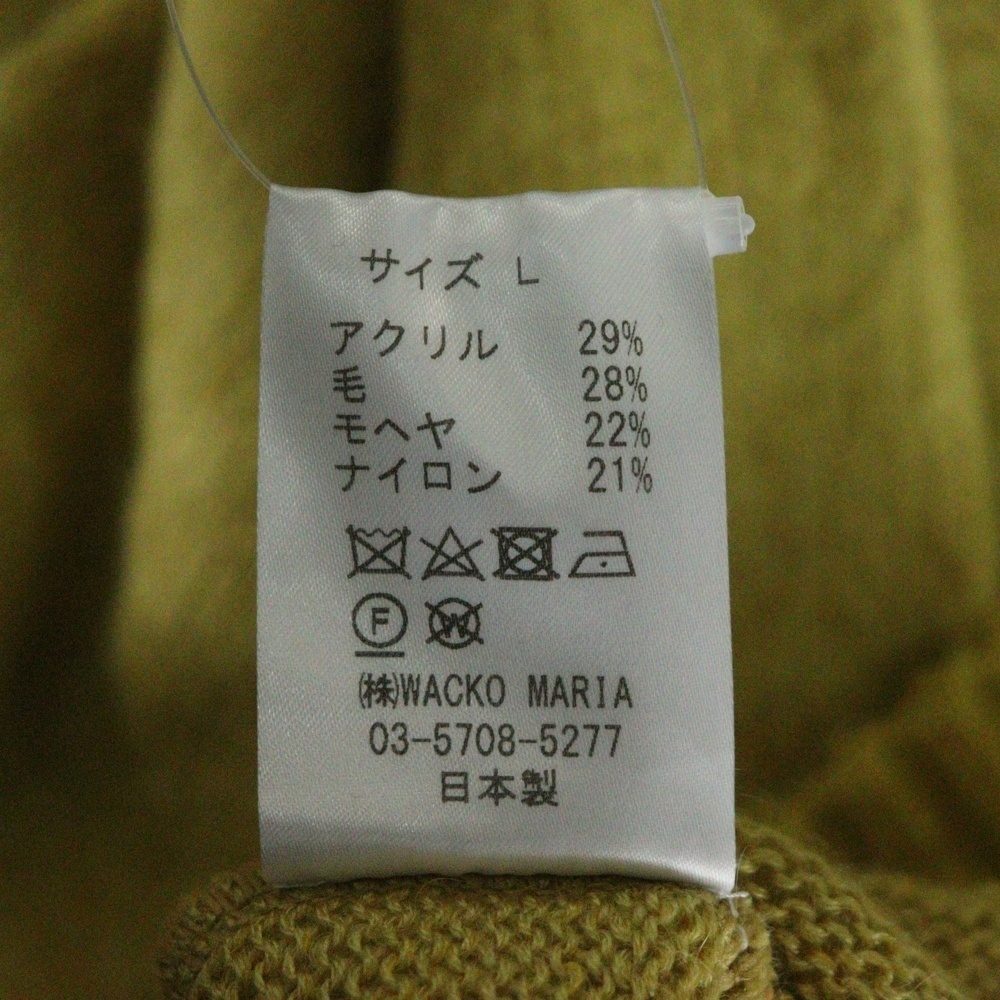 サイズ L
アクリル 29%
毛 28%
モヘヤ 22%
ナイロン 21%
F W
㈱WACKO MARIA
03-5708-5277
日本製